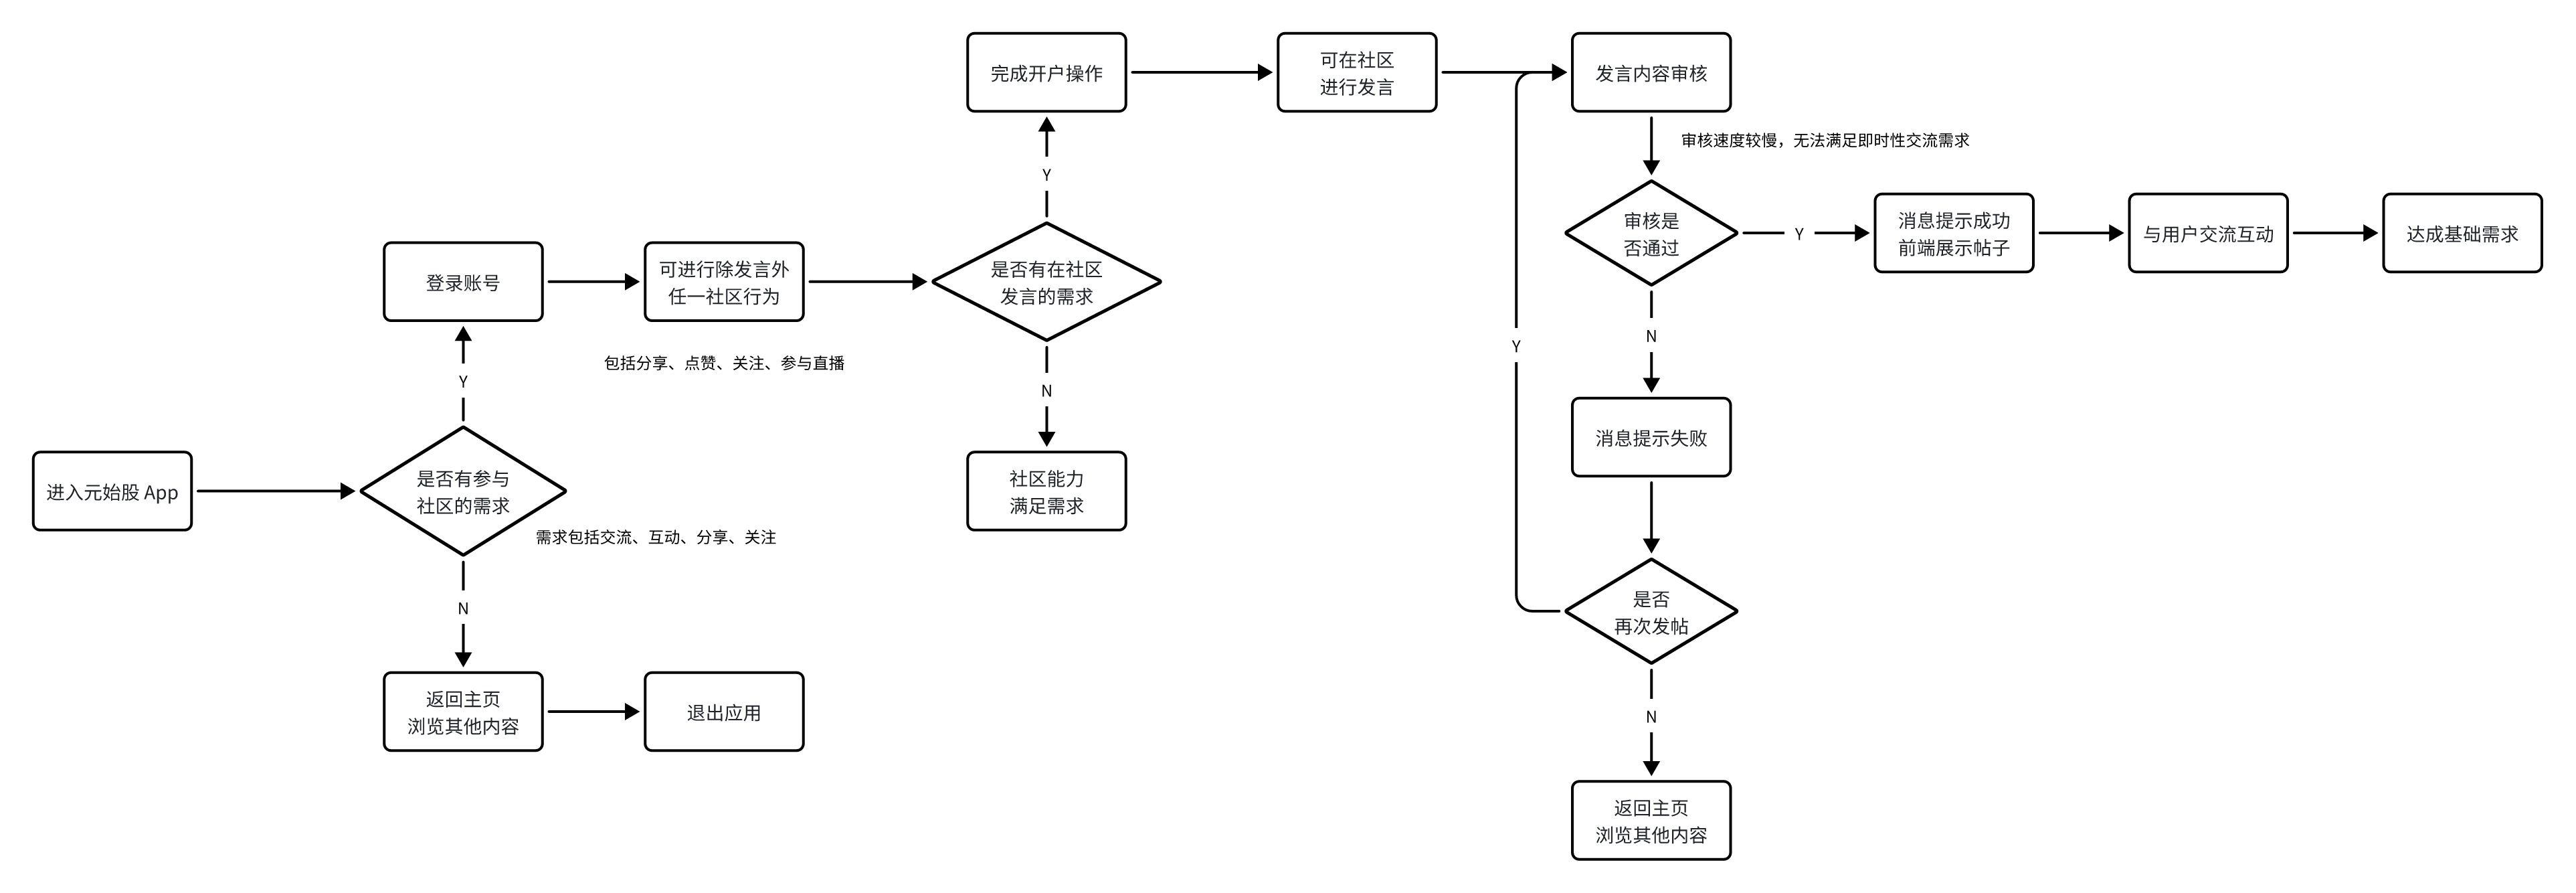 进入元始股 App
是否有参与
社区的需求
需求包括交流、互动、分享、关注
Y
登录账号
可进行除发言外
任一社区行为
包括分享、点赞、关注、参与直播
N
返回主页
浏览其他内容
退出应用
是否有在社区
发言的需求
N
社区能力
满足需求
Y
完成开户操作
可在社区
进行发言
发言内容审核
审核速度较慢，无法满足即时性交流需求
审核是
否通过
Y
消息提示成功
前端展示帖子
与用户交流互动
达成基础需求
N
消息提示失败
是否
再次发帖
Y
N
返回主页
浏览其他内容